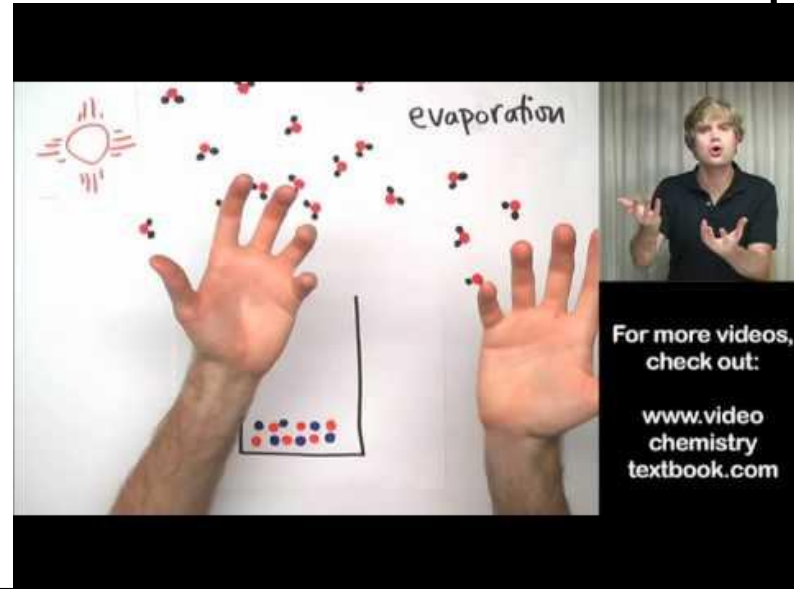 evaporation
For more videos,
check out:
www.video
chemistry
textbook.com